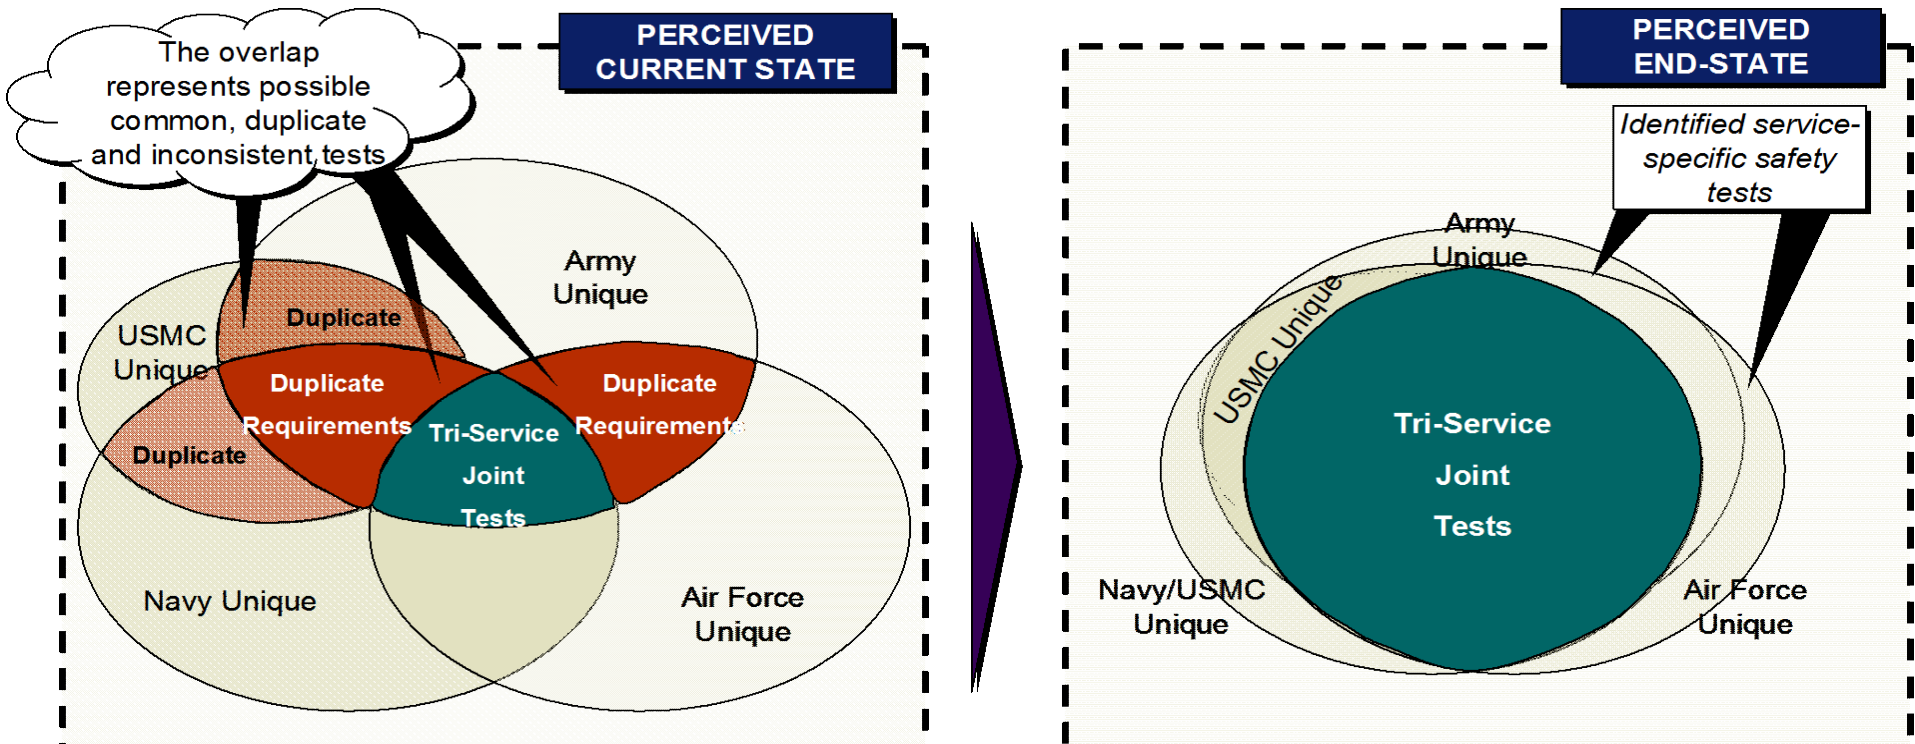 The overlap
represents possible
common, duplicate
and inconsistent tests
PERCEIVED
CURRENT STATE
Army
Unique
Duplicate
USMC
Unique
Duplicate
Requirements
Duplicate
Requirements
Tri-Service
Joint
Tests
Duplicate
Navy Unique
Air Force
Unique
PERCEIVED
END-STATE
Identified service-
specific safety
tests
Army
Unique
USMC Unique
Tri-Service
Joint
Tests
Navy/USMC
Unique
Air Force
Unique